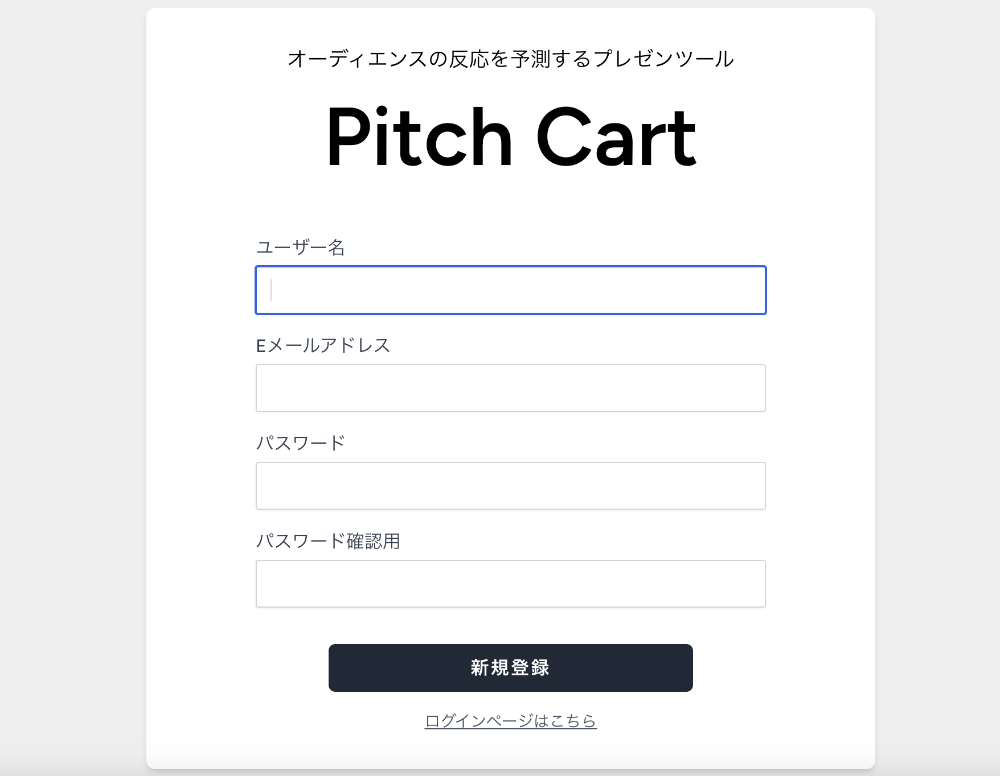 オーディエンスの反応を予測するプレゼンツール
Pitch Cart
ユーザー名
Eメールアドレス
パスワード
パスワード確認用
新規登録
ログインページはこちら